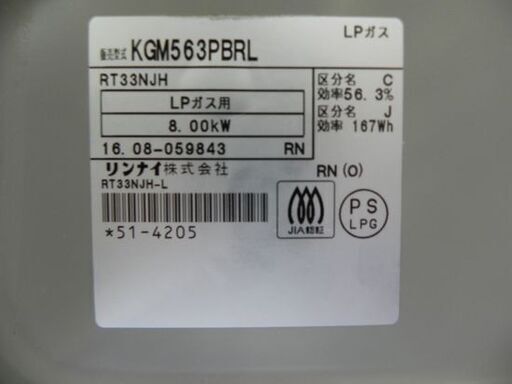 LPガス
販売型式 KGM563PBRL
RT33NJH
LPガス用
8.00kW
16.08-059843 RN
区分名 C
効率56.3%
区分名 J
効率 167Wh
リンナイ株式会社
RT33NJH-L
RN(0)
*51-4205
JIA認証
PS
LPG